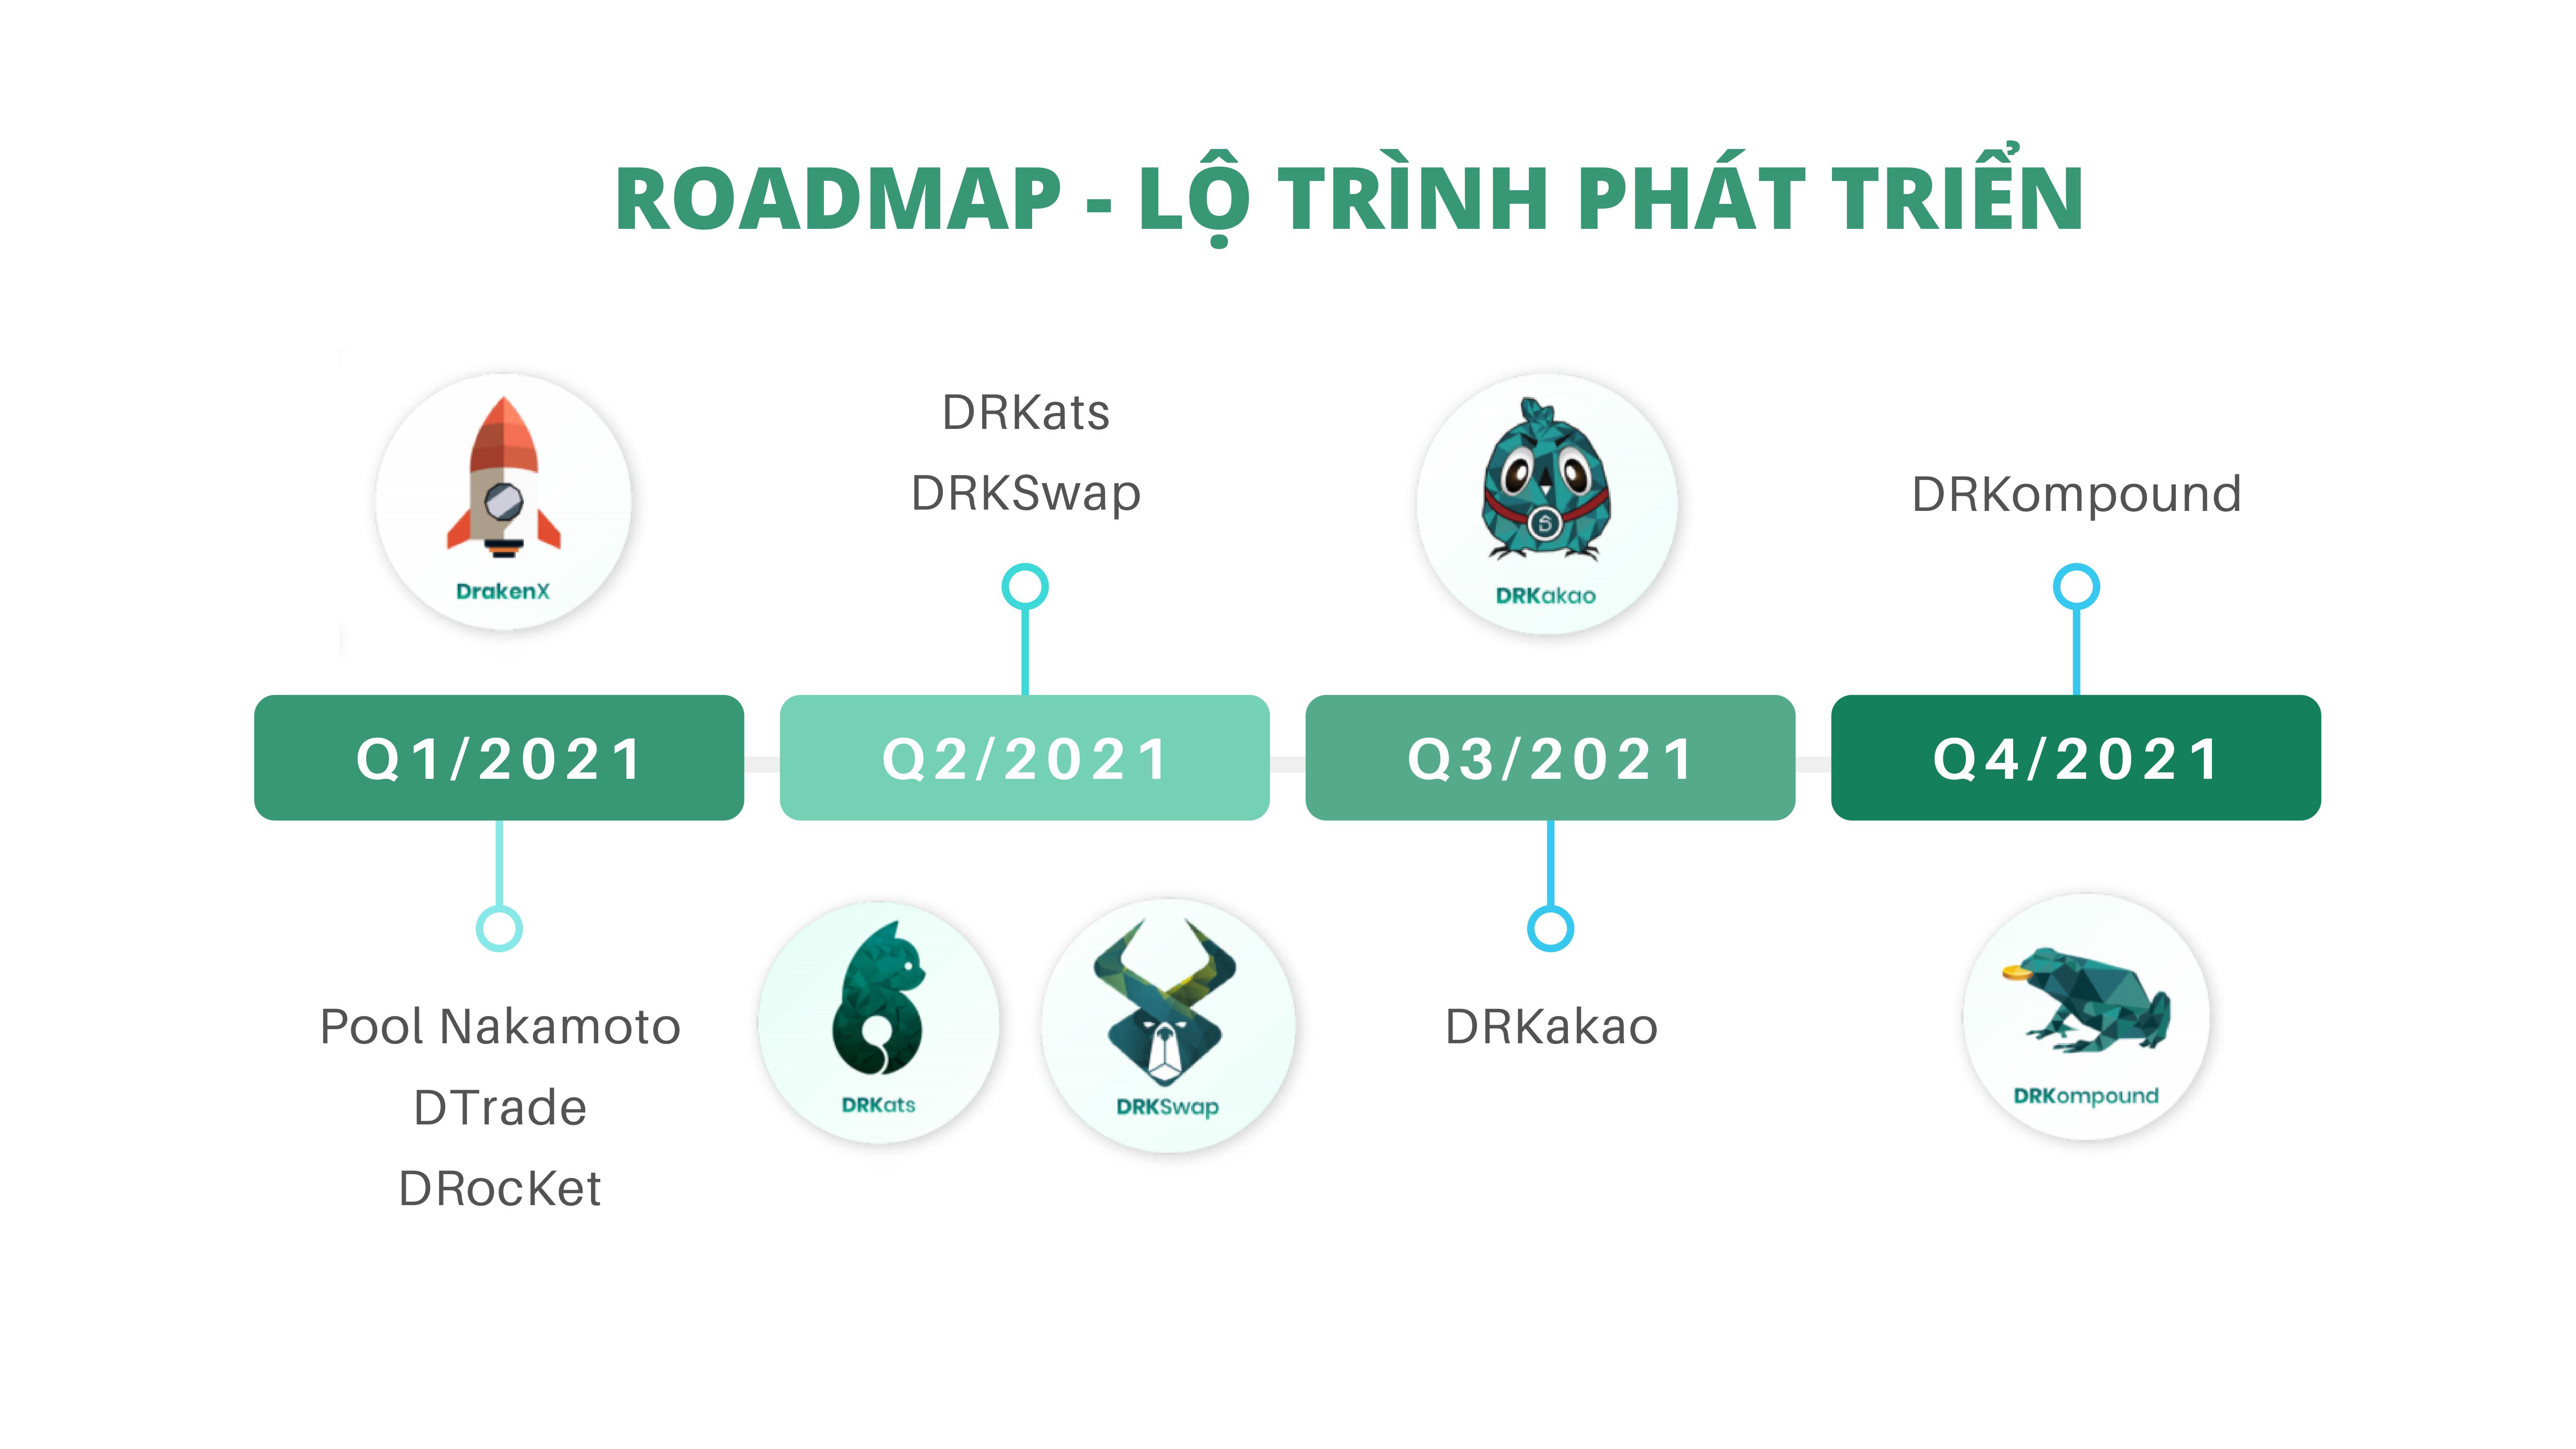 ROADMAP - LỘ TRÌNH PHÁT TRIỂN
DrakenX
Q1/2021
Pool Nakamoto
DTrade
DRocKet
DRKats
DRKSwap
Q2/2021
DRKats
DRKSwap
DRKakao
Q3/2021
DRKakao
DRKompound
Q4/2021
DRKompound